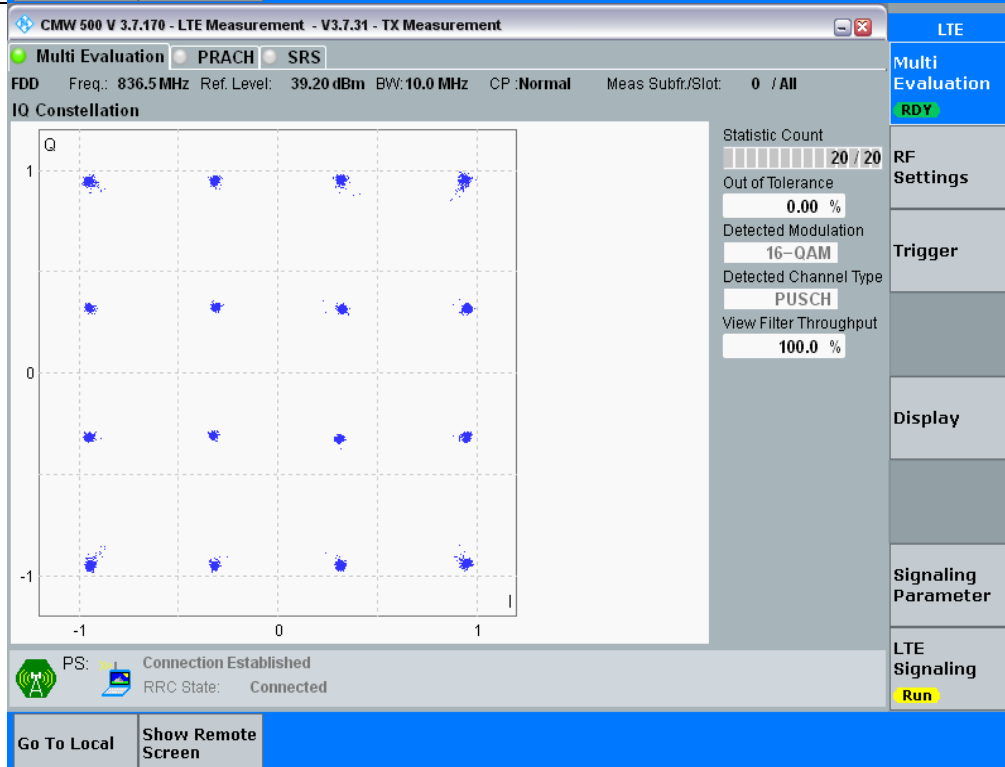 CMW 500 V 3.7.170 - LTE Measurement - V3.7.31 - TX Measurement
LTE
Multi Evaluation PRACH SRS
FDD Freq.: 836.5 MHz Ref. Level: 39.20 dBm BW: 10.0 MHz CP :Normal Meas Subfr./Slot: 0 / All
IQ Constellation
Q
1
0
-1
-1 0 1
I
Statistic Count
20 / 20
Out of Tolerance
0.00 %
Detected Modulation
16-QAM
Detected Channel Type
PUSCH
View Filter Throughput
100.0 %
Multi
Evaluation
RDY
RF
Settings
Trigger
Display
Signaling
Parameter
LTE
Signaling
Run
PS: Connection Established
RRC State: Connected
Go To Local
Show Remote
Screen